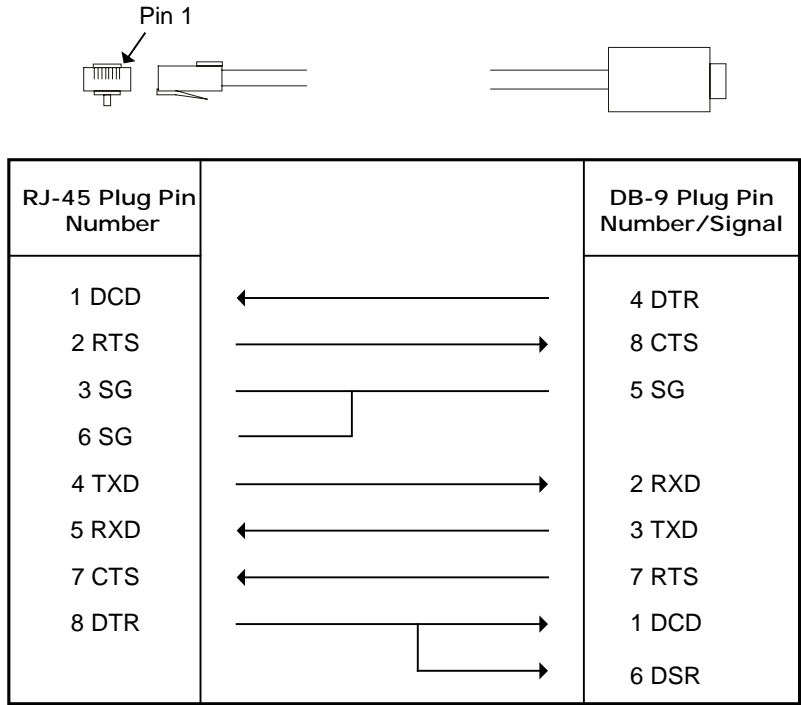 Pin 1
RJ-45 Plug Pin Number
DB-9 Plug Pin Number/Signal
1 DCD 4 DTR
2 RTS 8 CTS
3 SG 5 SG
6 SG
4 TXD 2 RXD
5 RXD 3 TXD
7 CTS 7 RTS
8 DTR 1 DCD
6 DSR